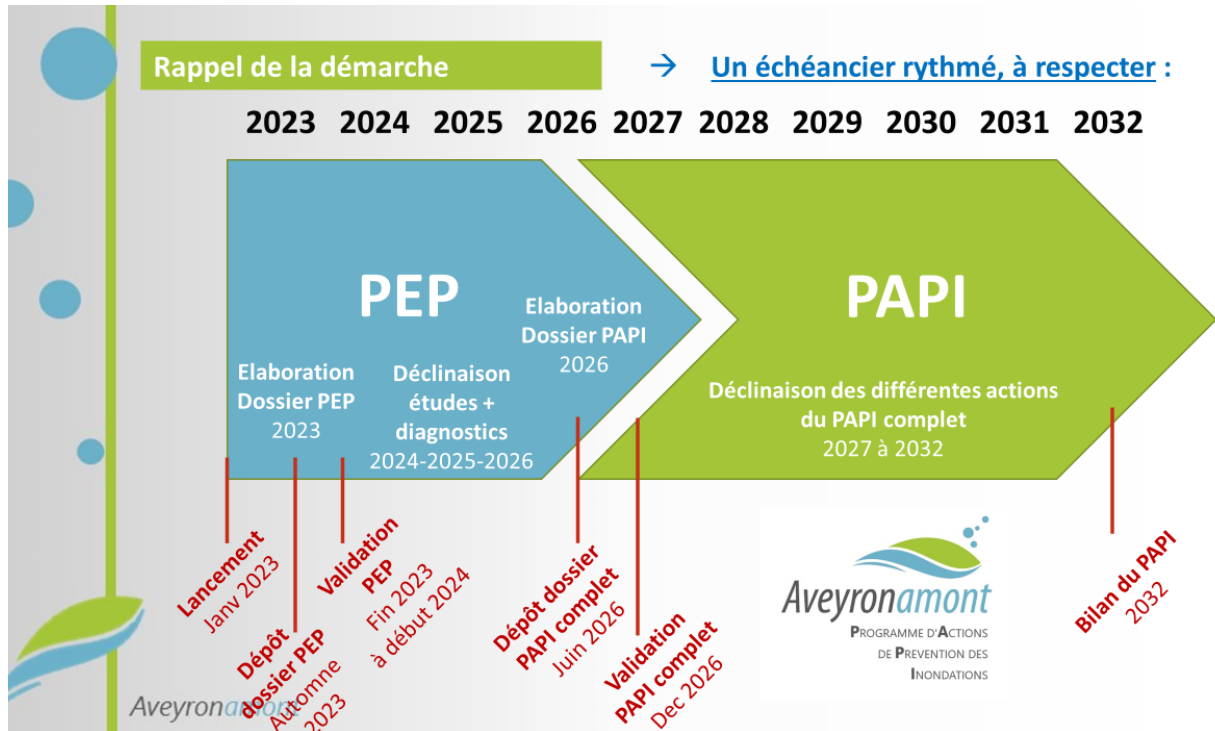 Rappel de la démarche
→ Un échéancier rythmé, à respecter :
2023 2024 2025 2026 2027 2028 2029 2030 2031 2032
PEP
Elaboration
Dossier PEP
2023
Déclinaison
études +
diagnostics
2024-2025-2026
Elaboration
Dossier PAPI
2026
PAPI
Déclinaison des différentes actions
du PAPI complet
2027 à 2032
Lancement
Janv 2023
Dépôt
dossier PEP
Automne
2023
Validation
PEP
Fin 2023
à début 2024
Dépôt dossier
PAPI complet
Juin 2026
Validation
PAPI complet
Dec 2026
Bilan du PAPI
2032
Aveyronamont
PROGRAMME D'ACTIONS
DE PREVENTION DES
INONDATIONS
Aveyronamont